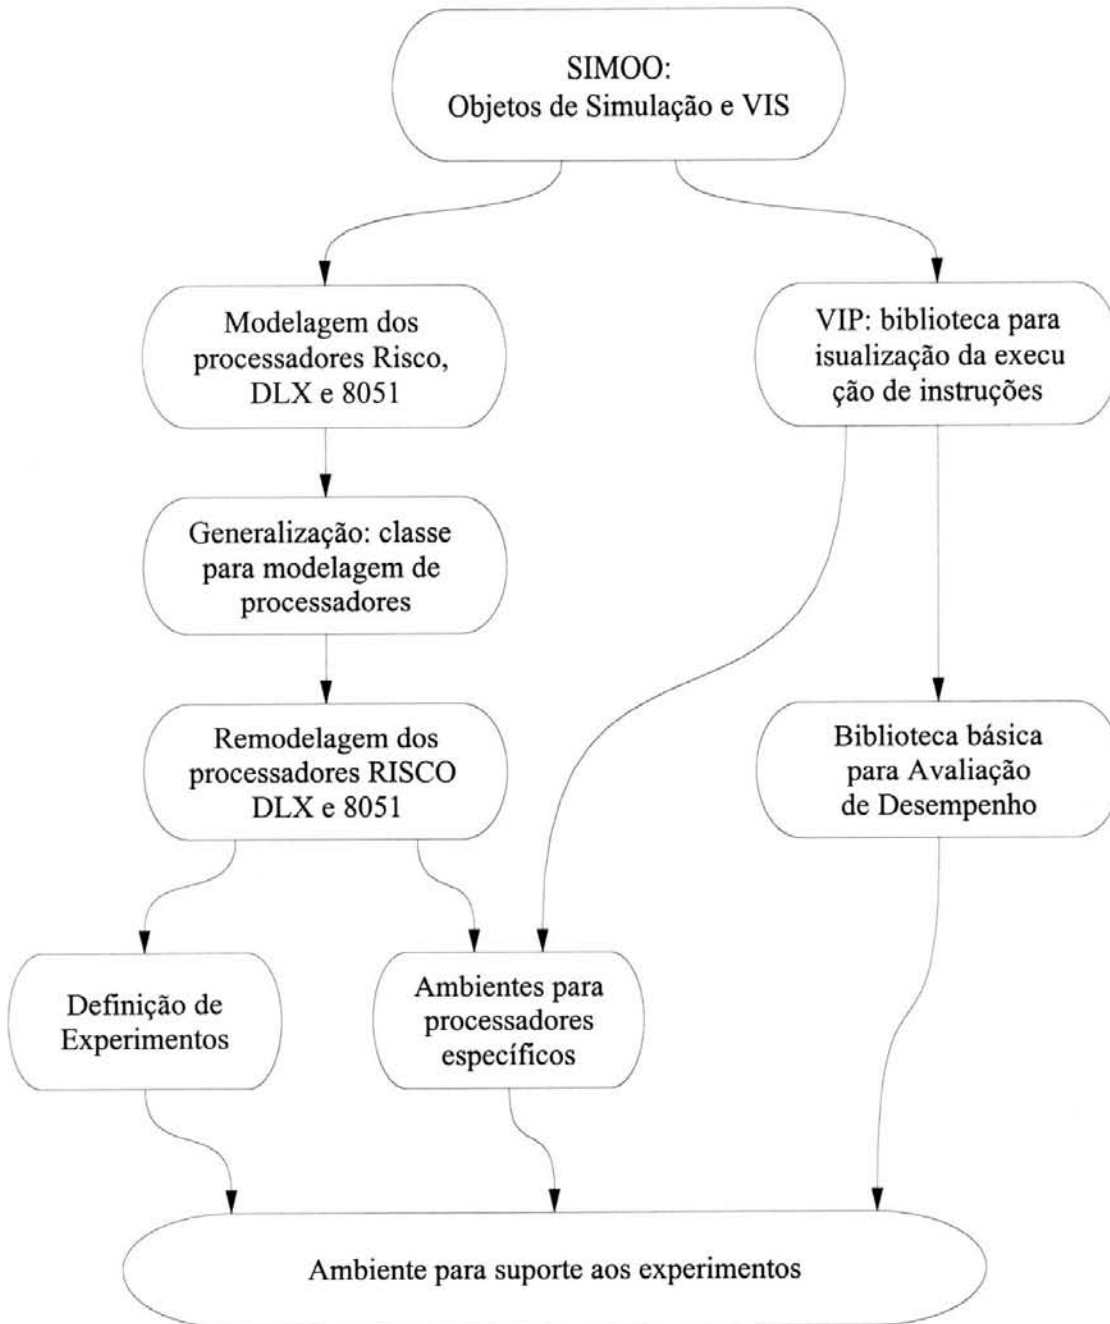 SIMOO:
Objetos de Simulação e VIS
Modelagem dos
processadores Risco,
DLX e 8051
VIP: biblioteca para
isualização da execu
ção de instruções
Generalização: classe
para modelagem de
processadores
Remodelagem dos
processadores RISCO
DLX e 8051
Biblioteca básica
para Avaliação
de Desempenho
Definição de
Experimentos
Ambientes para
processadores
específicos
Ambiente para suporte aos experimentos